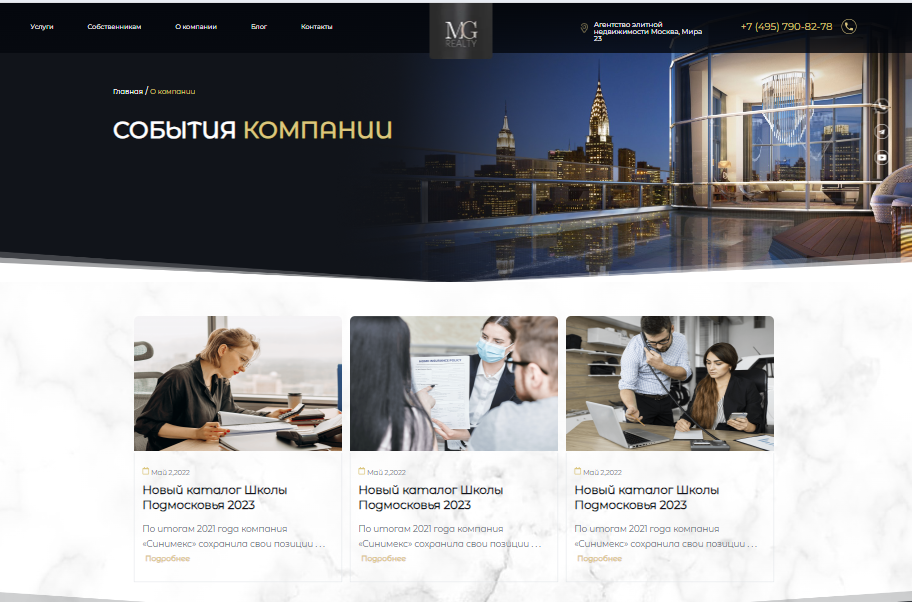 Услуги
Собственникам
О компании
Блог
Контакты
MG
REALTY
Агентство элитной
недвижимости Москва, Мира
23
+7 (495) 790-82-78
Главная / О компании
СОБЫТИЯ КОМПАНИИ
HOME INSURANCE POLICY
Май 2,2022
Новый каталог Школы
Подмосковья 2023
По итогам 2021 года компания
«Синимекс» сохранила свои позиции . . .
Подробнее
Май 2,2022
Новый каталог Школы
Подмосковья 2023
По итогам 2021 года компания
«Синимекс» сохранила свои позиции . . .
Подробнее
Май 2,2022
Новый каталог Школы
Подмосковья 2023
По итогам 2021 года компания
«Синимекс» сохранила свои позиции . . .
Подробнее